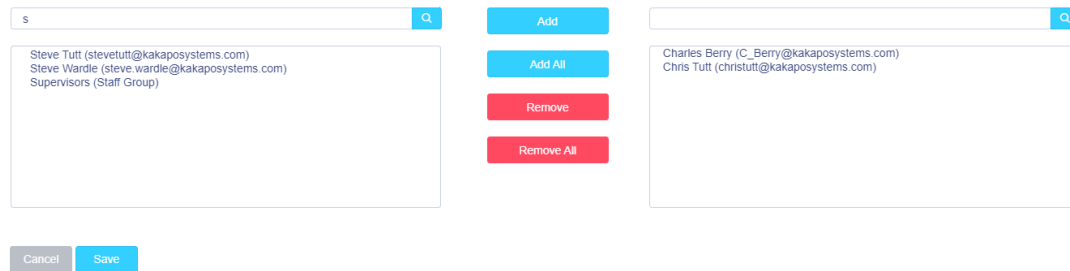 s
Steve Tutt (stevetutt@kakaposystems.com)
Steve Wardle (steve.wardle@kakaposystems.com)
Supervisors (Staff Group)
Add
Add All
Remove
Remove All
Charles Berry (C_Berry@kakaposystems.com)
Chris Tutt (christutt@kakaposystems.com)
Cancel
Save